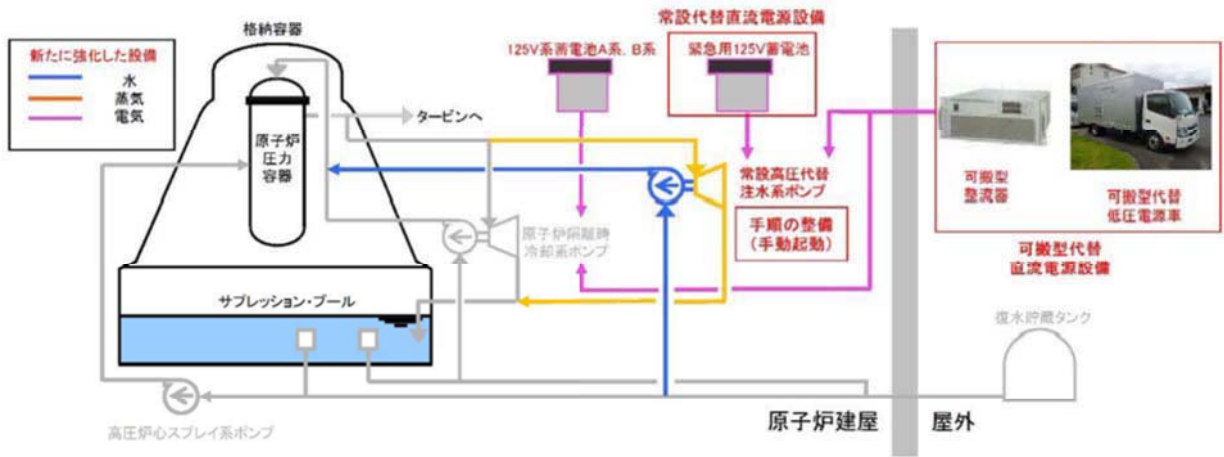 常設代替直流電源設備
格納容器
125V系蓄電池A系、B系
緊急用125V蓄電池
新たに強化した設備
水
蒸気
電気
タービンへ
原子炉
圧力
容器
常設高圧代替
注水系ポンプ
可搬型
整流器
可搬型代替
低圧電源車
手順の整備
(手動起動)
原子炉隔離時
冷却系ポンプ
可搬型代替
直流電源設備
サプレッション・プール
復水貯蔵タンク
原子炉建屋
屋外
高圧炉心スプレイ系ポンプ